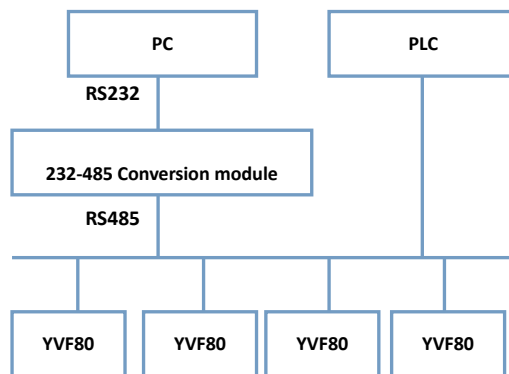 PC
PLC
RS232
232-485 Conversion module
RS485
YVF80
YVF80
YVF80
YVF80